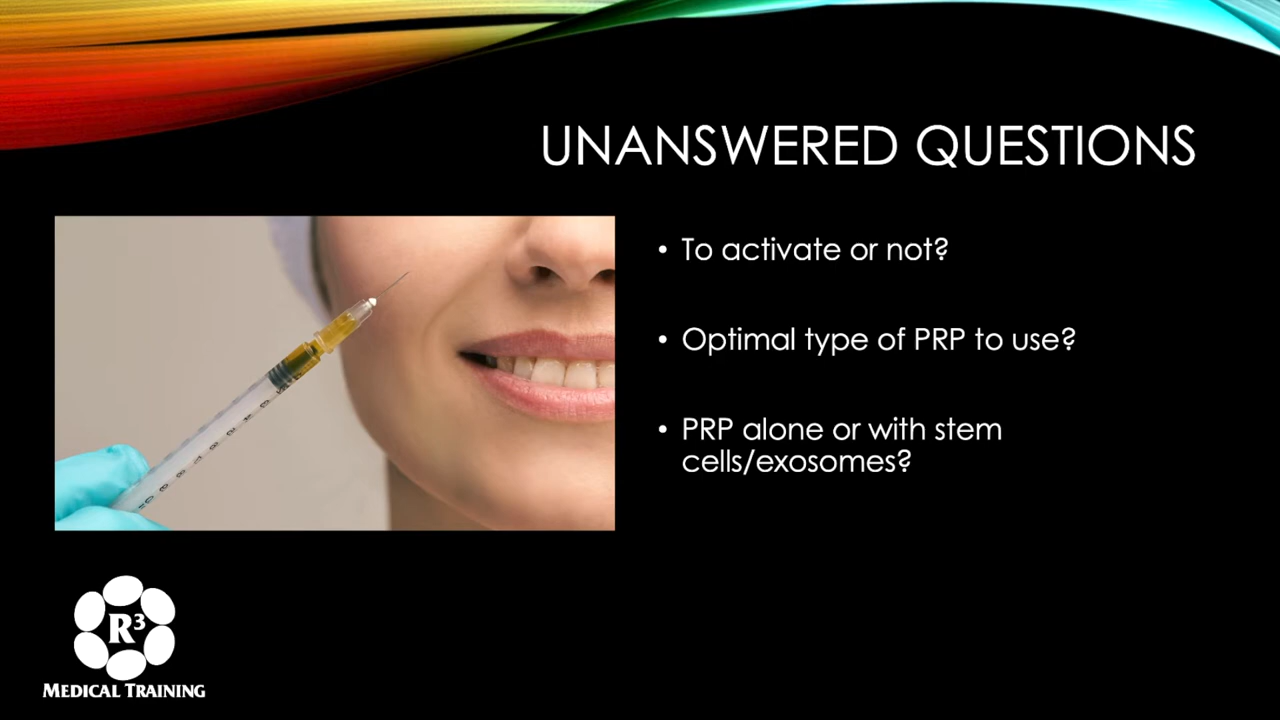 UNANSWERED QUESTIONS
• To activate or not?
• Optimal type of PRP to use?
• PRP alone or with stem
cells/exosomes?
R³
MEDICAL TRAINING